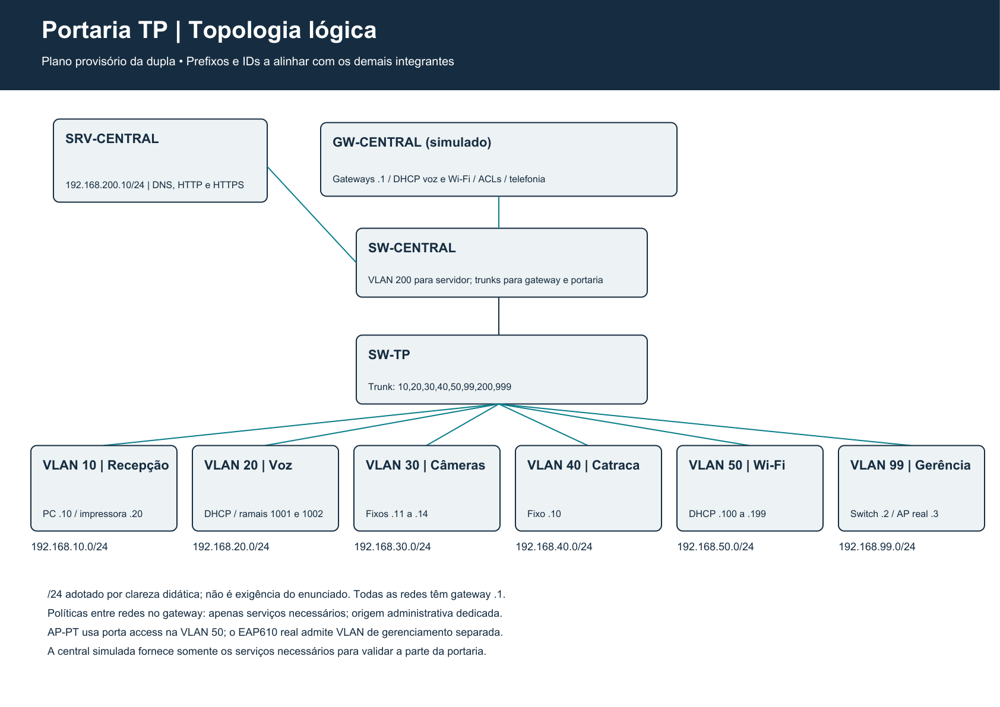 Portaria TP | Topologia lógica
Plano provisório da dupla • Prefixos e IDs a alinhar com os demais integrantes
SRV-CENTRAL
192.168.200.10/24 | DNS, HTTP e HTTPS
GW-CENTRAL (simulado)
Gateways .1 / DHCP voz e Wi-Fi / ACLs / telefonia
SW-CENTRAL
VLAN 200 para servidor; trunks para gateway e portaria
SW-TP
Trunk: 10,20,30,40,50,99,200,999
VLAN 10 | Recepção
PC .10 / impressora .20
192.168.10.0/24
VLAN 20 | Voz
DHCP / ramais 1001 e 1002
192.168.20.0/24
VLAN 30 | Câmeras
Fixos .11 a .14
192.168.30.0/24
VLAN 40 | Catraca
Fixo .10
192.168.40.0/24
VLAN 50 | Wi-Fi
DHCP .100 a .199
192.168.50.0/24
VLAN 99 | Gerência
Switch .2 / AP real .3
192.168.99.0/24
/24 adotado por clareza didática; não é exigência do enunciado. Todas as redes têm gateway .1.
Políticas entre redes no gateway: apenas serviços necessários; origem administrativa dedicada.
AP-PT usa porta access na VLAN 50; o EAP610 real admite VLAN de gerenciamento separada.
A central simulada fornece somente os serviços necessários para validar a parte da portaria.